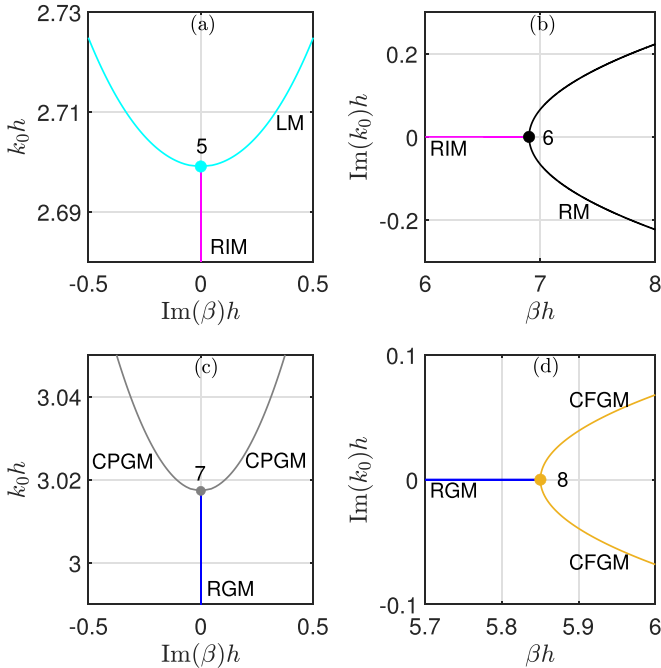 (a)
2.73
2.71
2.69
k₀h
5
LM
RIM
-0.5
0
0.5
Im(β)h
(b)
0.2
0
-0.2
Im(k₀)h
RIM
6
RM
6
7
8
βh
(c)
3.04
3.02
3
k₀h
CPGM
7
CPGM
RGM
-0.5
0
0.5
Im(β)h
(d)
0.1
0
-0.1
Im(k₀)h
CFGM
RGM
8
CFGM
5.7
5.8
5.9
6
βh